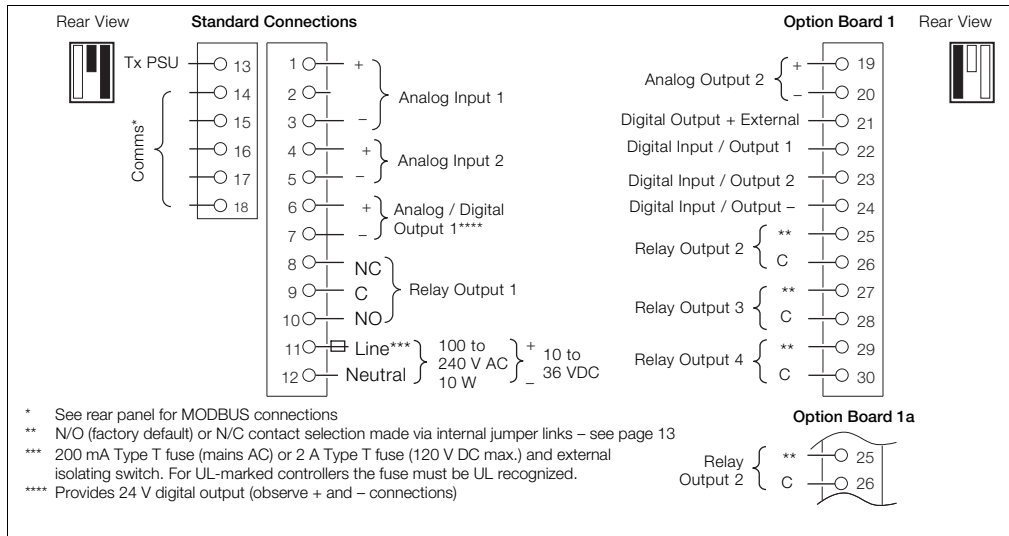 Rear View
Standard Connections
Option Board 1
Rear View
Tx PSU
13
14
15
16
17
18
Comms*
1 +
2
3 –
Analog Input 1
4 +
5 –
Analog Input 2
6 +
7 –
Analog / Digital
Output 1****
8 NC
9 C
10 NO
Relay Output 1
11 Line***
12 Neutral
100 to
240 V AC
10 W
+
–
10 to
36 VDC
Analog Output 2
+ 19
– 20
Digital Output + External 21
Digital Input / Output 1 22
Digital Input / Output 2 23
Digital Input / Output – 24
Relay Output 2
** 25
C 26
Relay Output 3
** 27
C 28
Relay Output 4
** 29
C 30
* See rear panel for MODBUS connections
** N/O (factory default) or N/C contact selection made via internal jumper links – see page 13
*** 200 mA Type T fuse (mains AC) or 2 A Type T fuse (120 V DC max.) and external
isolating switch. For UL-marked controllers the fuse must be UL recognized.
**** Provides 24 V digital output (observe + and – connections)
Option Board 1a
Relay
Output 2
** 25
C 26